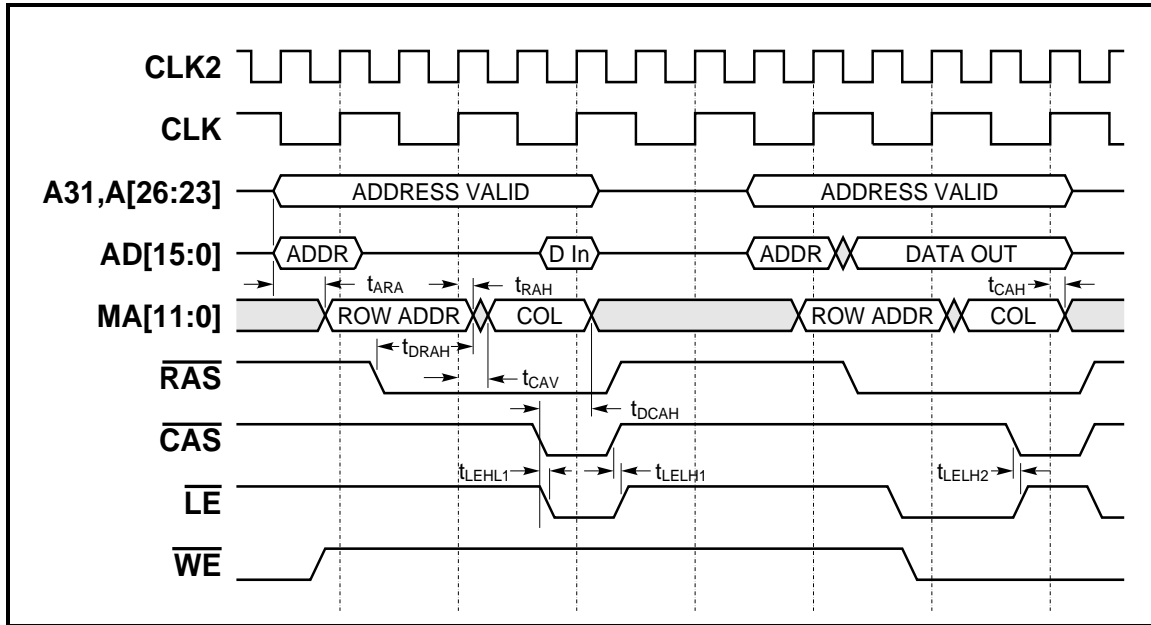 CLK2
CLK
A31,A[26:23] ADDRESS VALID ADDRESS VALID
AD[15:0] ADDR D In ADDR DATA OUT
tARA tRAH tCAH
MA[11:0] ROW ADDR COL ROW ADDR COL
tDRAH
RAS tCAV
tDCAH
CAS
tLEHL1 tLELH1 tLELH2
LE
WE